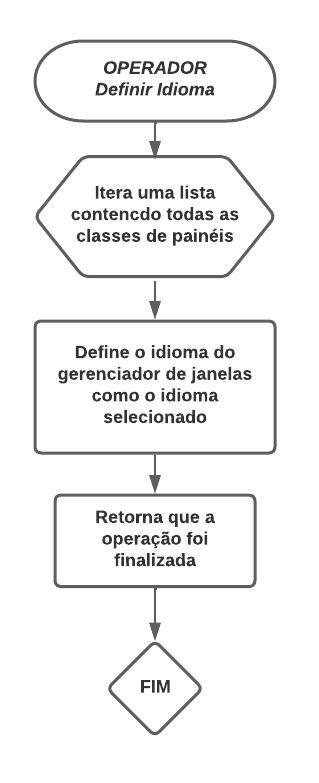 OPERADOR
Definir Idioma
Itera uma lista
contencdo todas as
classes de painéis
Define o idioma do
gerenciador de janelas
como o idioma
selecionado
Retorna que a
operação foi
finalizada
FIM